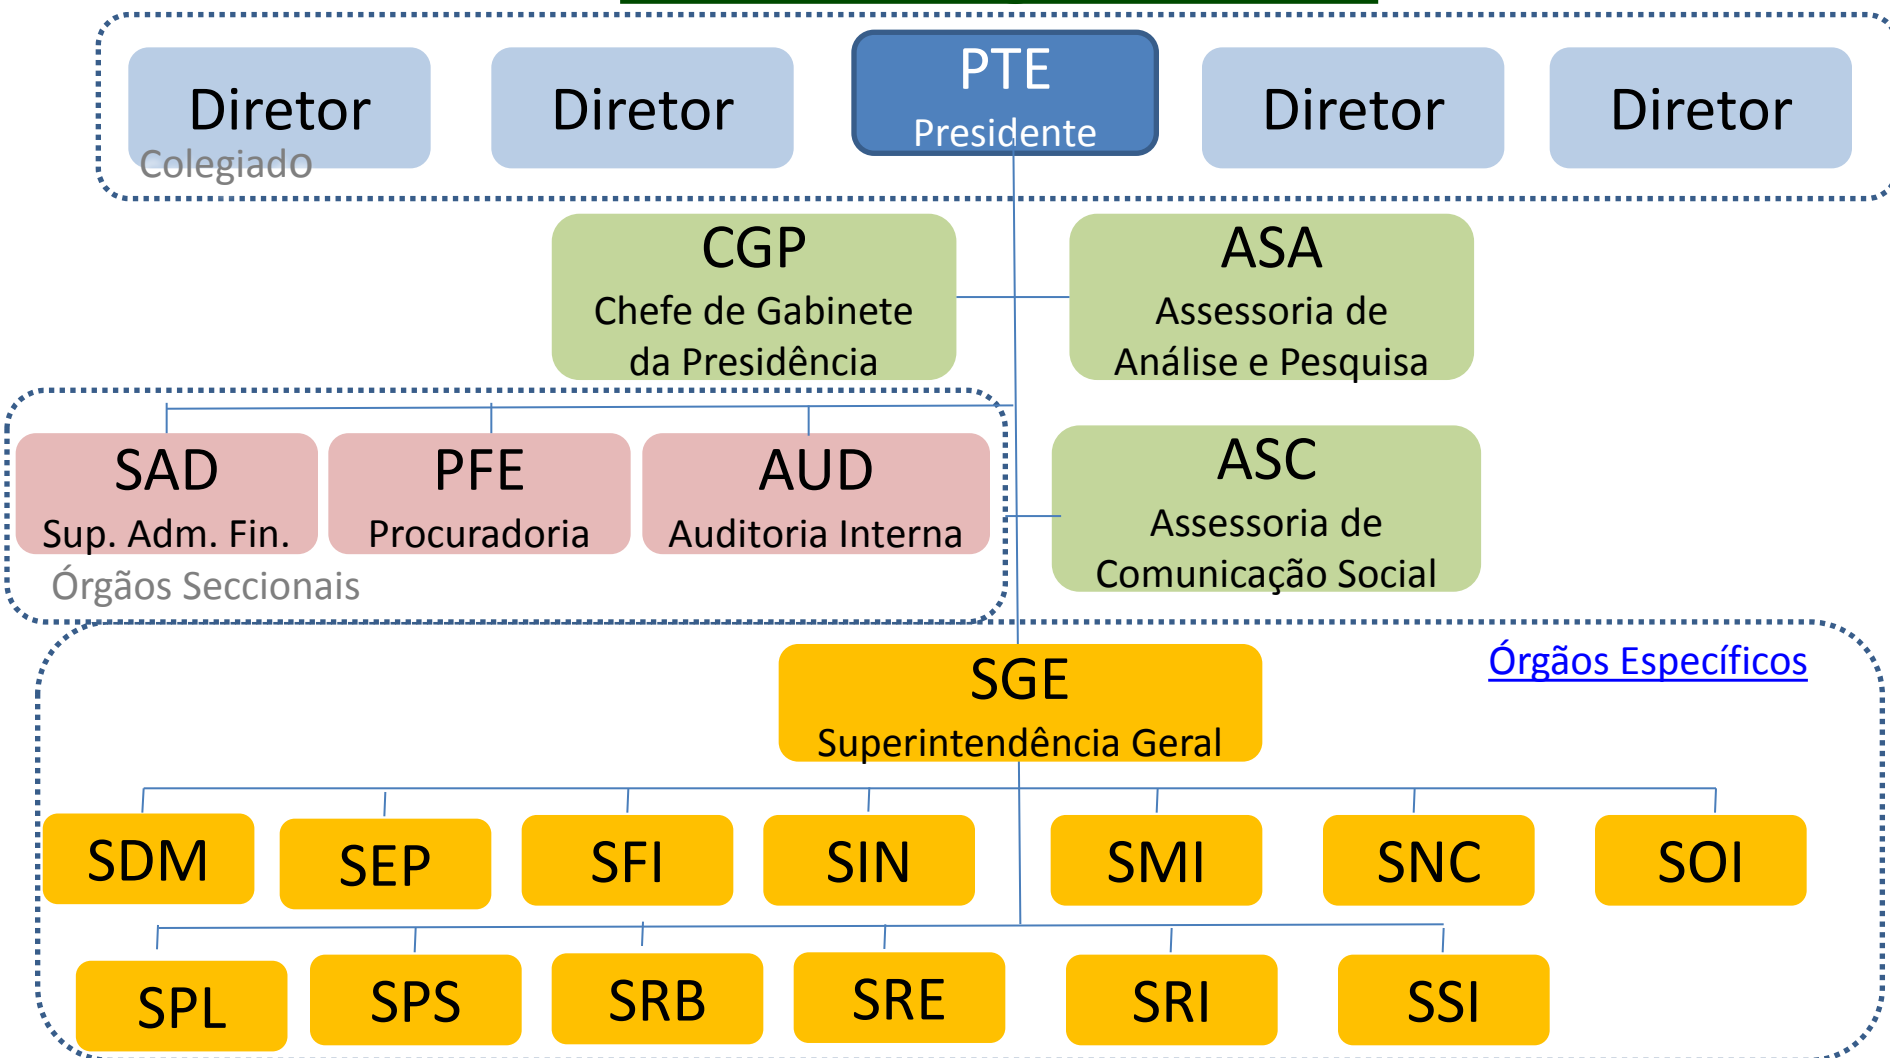 Diretor
Diretor
PTE
Presidente
Diretor
Diretor
Colegiado
CGP
Chefe de Gabinete
da Presidência
ASA
Assessoria de
Análise e Pesquisa
SAD
Sup. Adm. Fin.
PFE
Procuradoria
AUD
Auditoria Interna
Órgãos Seccionais
ASC
Assessoria de
Comunicação Social
SGE
Superintendência Geral
Órgãos Específicos
SDM
SEP
SFI
SIN
SMI
SNC
SOI
SPL
SPS
SRB
SRE
SRI
SSI